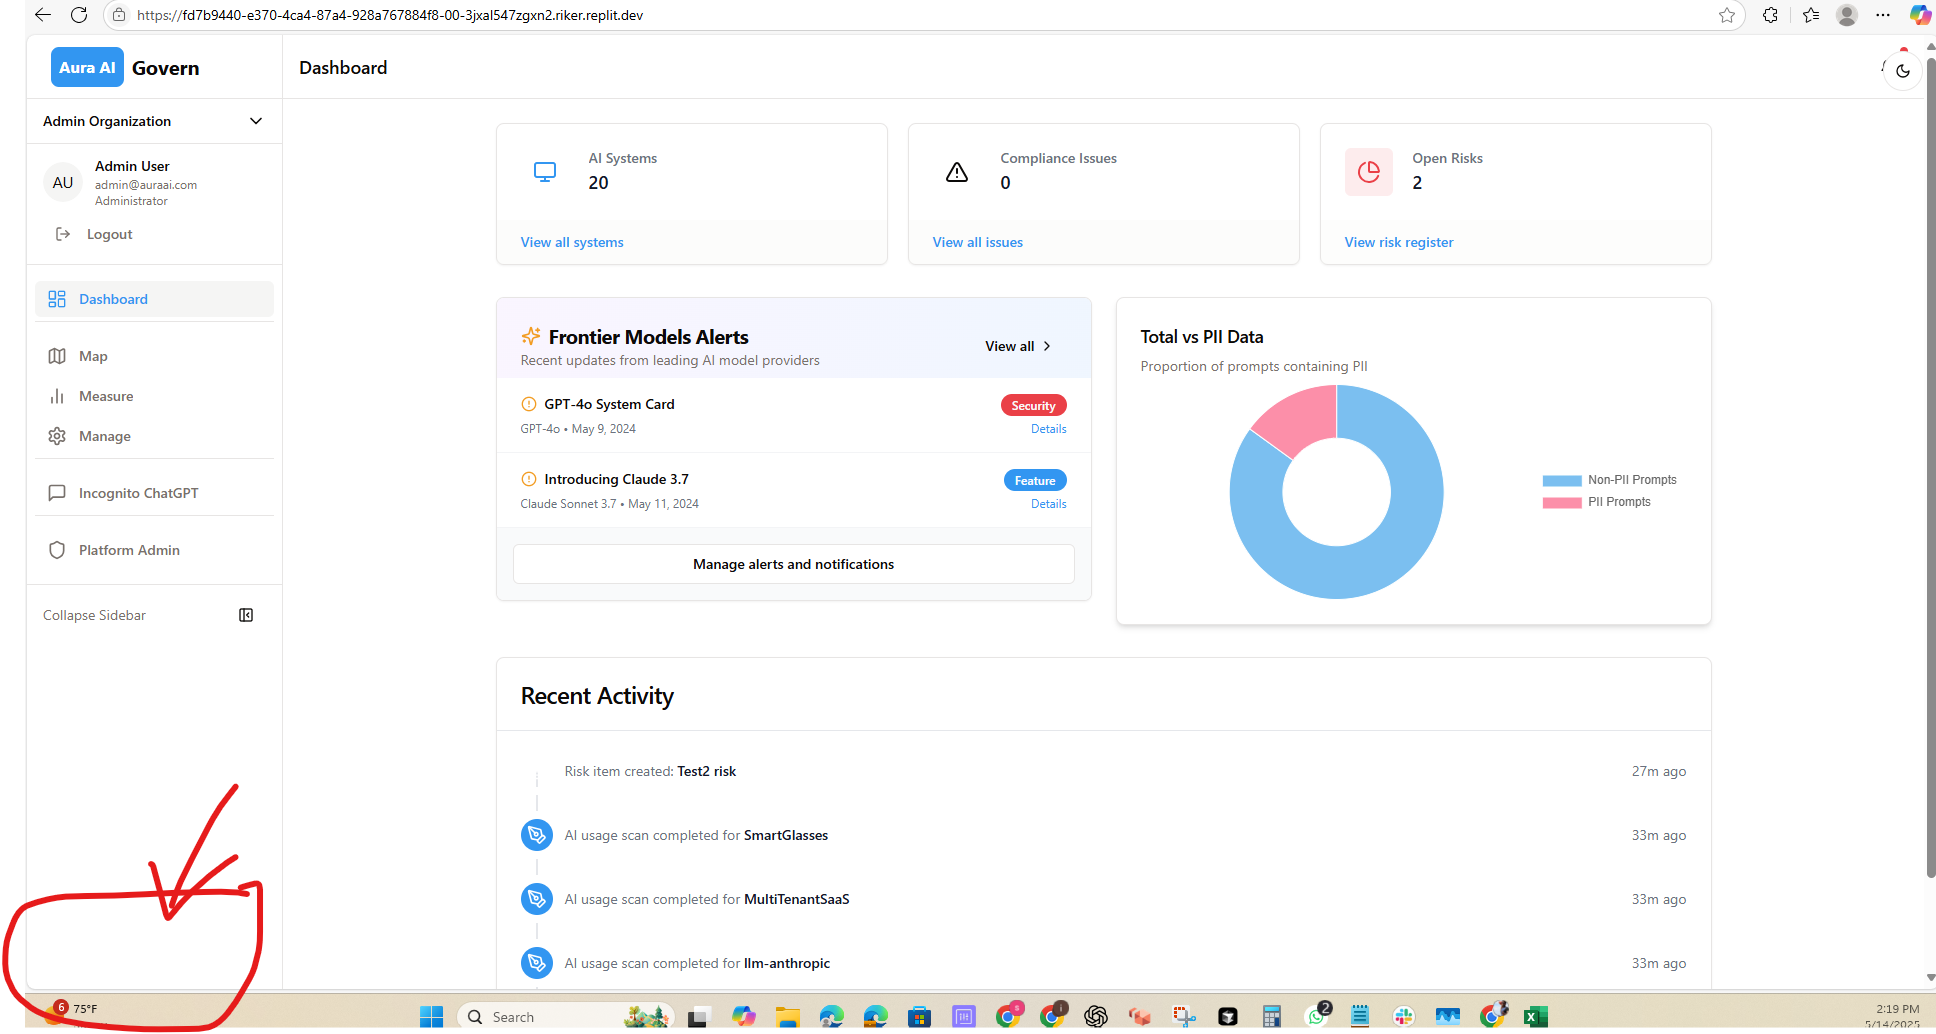 https://fd7b9440-e370-4ca4-87a4-928a767884f8-00-3jxal547zgxn2.riker.replit.dev
Aura AI Govern
Dashboard
Admin Organization
AU
Admin User
admin@auraai.com
Administrator
Logout
Dashboard
Map
Measure
Manage
Incognito ChatGPT
Platform Admin
Collapse Sidebar
AI Systems
20
View all systems
Compliance Issues
0
View all issues
Open Risks
2
View risk register
Frontier Models Alerts
Recent updates from leading AI model providers
View all
GPT-4o System Card
Security
GPT-4o • May 9, 2024
Details
Introducing Claude 3.7
Feature
Claude Sonnet 3.7 • May 11, 2024
Details
Manage alerts and notifications
Total vs PII Data
Proportion of prompts containing PII
Non-PII Prompts
PII Prompts
Recent Activity
Risk item created: Test2 risk
27m ago
AI usage scan completed for SmartGlasses
33m ago
AI usage scan completed for MultiTenantSaaS
33m ago
AI usage scan completed for llm-anthropic
33m ago
6
75°F
Search
2
2:19 PM
5/14/2025